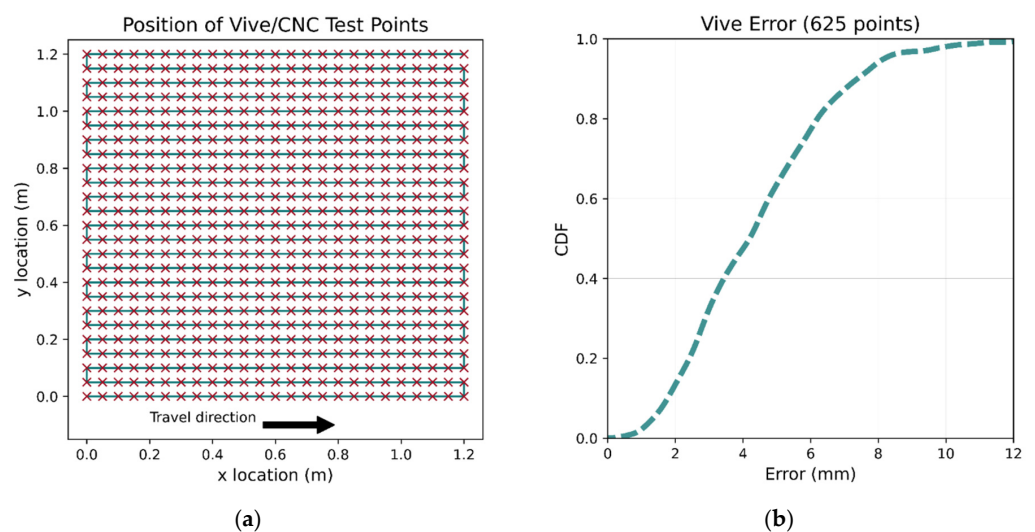 Position of Vive/CNC Test Points
1.2
1.0
0.8
0.6
0.4
0.2
0.0
y location (m)
Travel direction
0.0 0.2 0.4 0.6 0.8 1.0 1.2
x location (m)
(a)
Vive Error (625 points)
1.0
0.8
0.6
0.4
0.2
0.0
CDF
0 2 4 6 8 10 12
Error (mm)
(b)